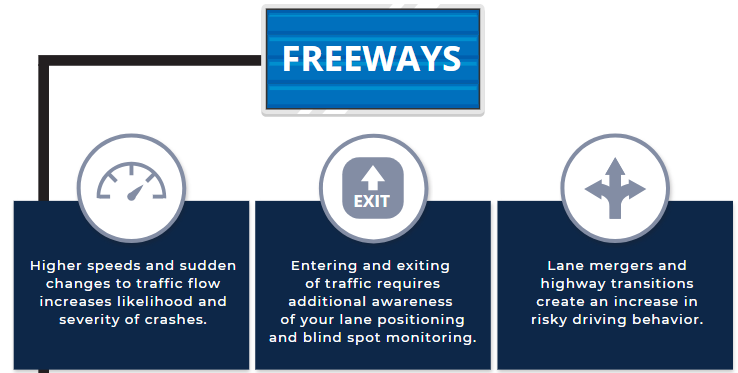 FREEWAYS
EXIT
Higher speeds and sudden
changes to traffic flow
increases likelihood and
severity of crashes.
Entering and exiting
of traffic requires
additional awareness
of your lane positioning
and blind spot monitoring.
Lane mergers and
highway transitions
create an increase in
risky driving behavior.